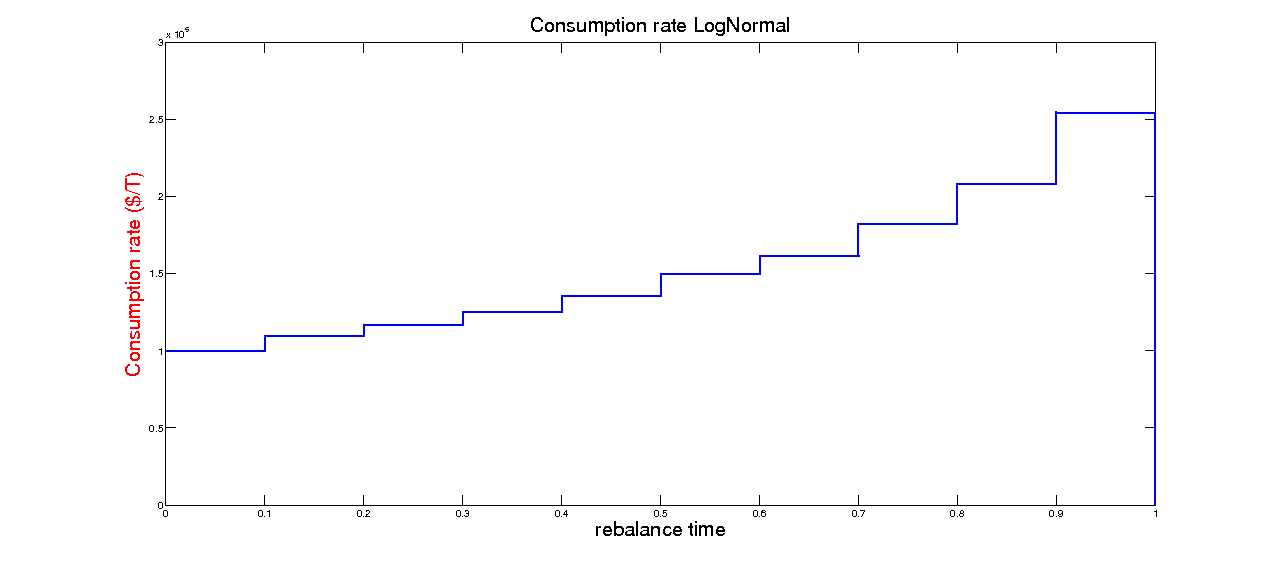 Consumption rate LogNormal
x 10^5
3
2.5
2
1.5
1
0.5
0
Consumption rate ($/T)
0 0.1 0.2 0.3 0.4 0.5 0.6 0.7 0.8 0.9 1
rebalance time